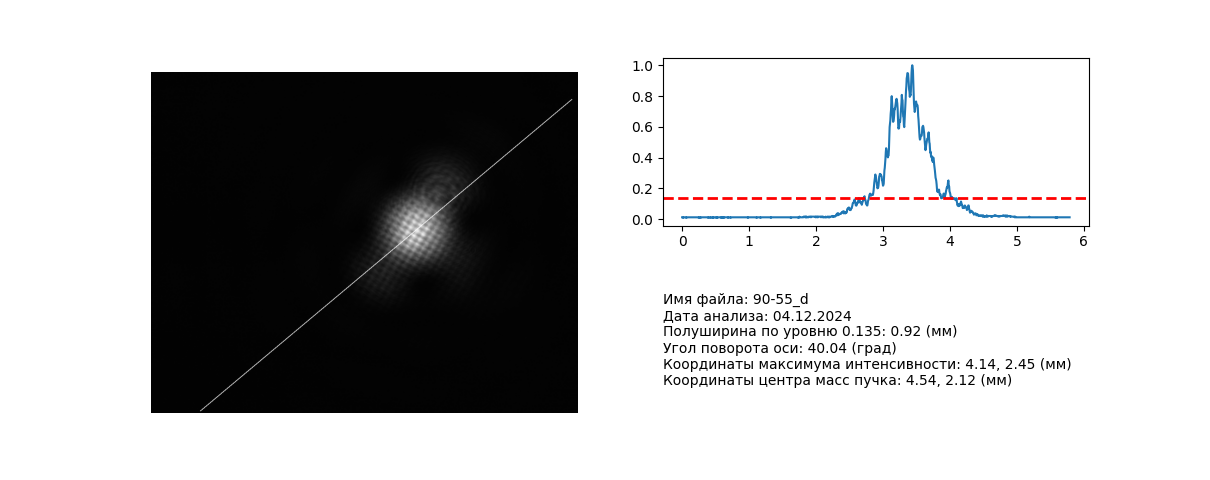 1.0
0.8
0.6
0.4
0.2
0.0
0 1 2 3 4 5 6
Имя файла: 90-55_d
Дата анализа: 04.12.2024
Полуширина по уровню 0.135: 0.92 (мм)
Угол поворота оси: 40.04 (град)
Координаты максимума интенсивности: 4.14, 2.45 (мм)
Координаты центра масс пучка: 4.54, 2.12 (мм)